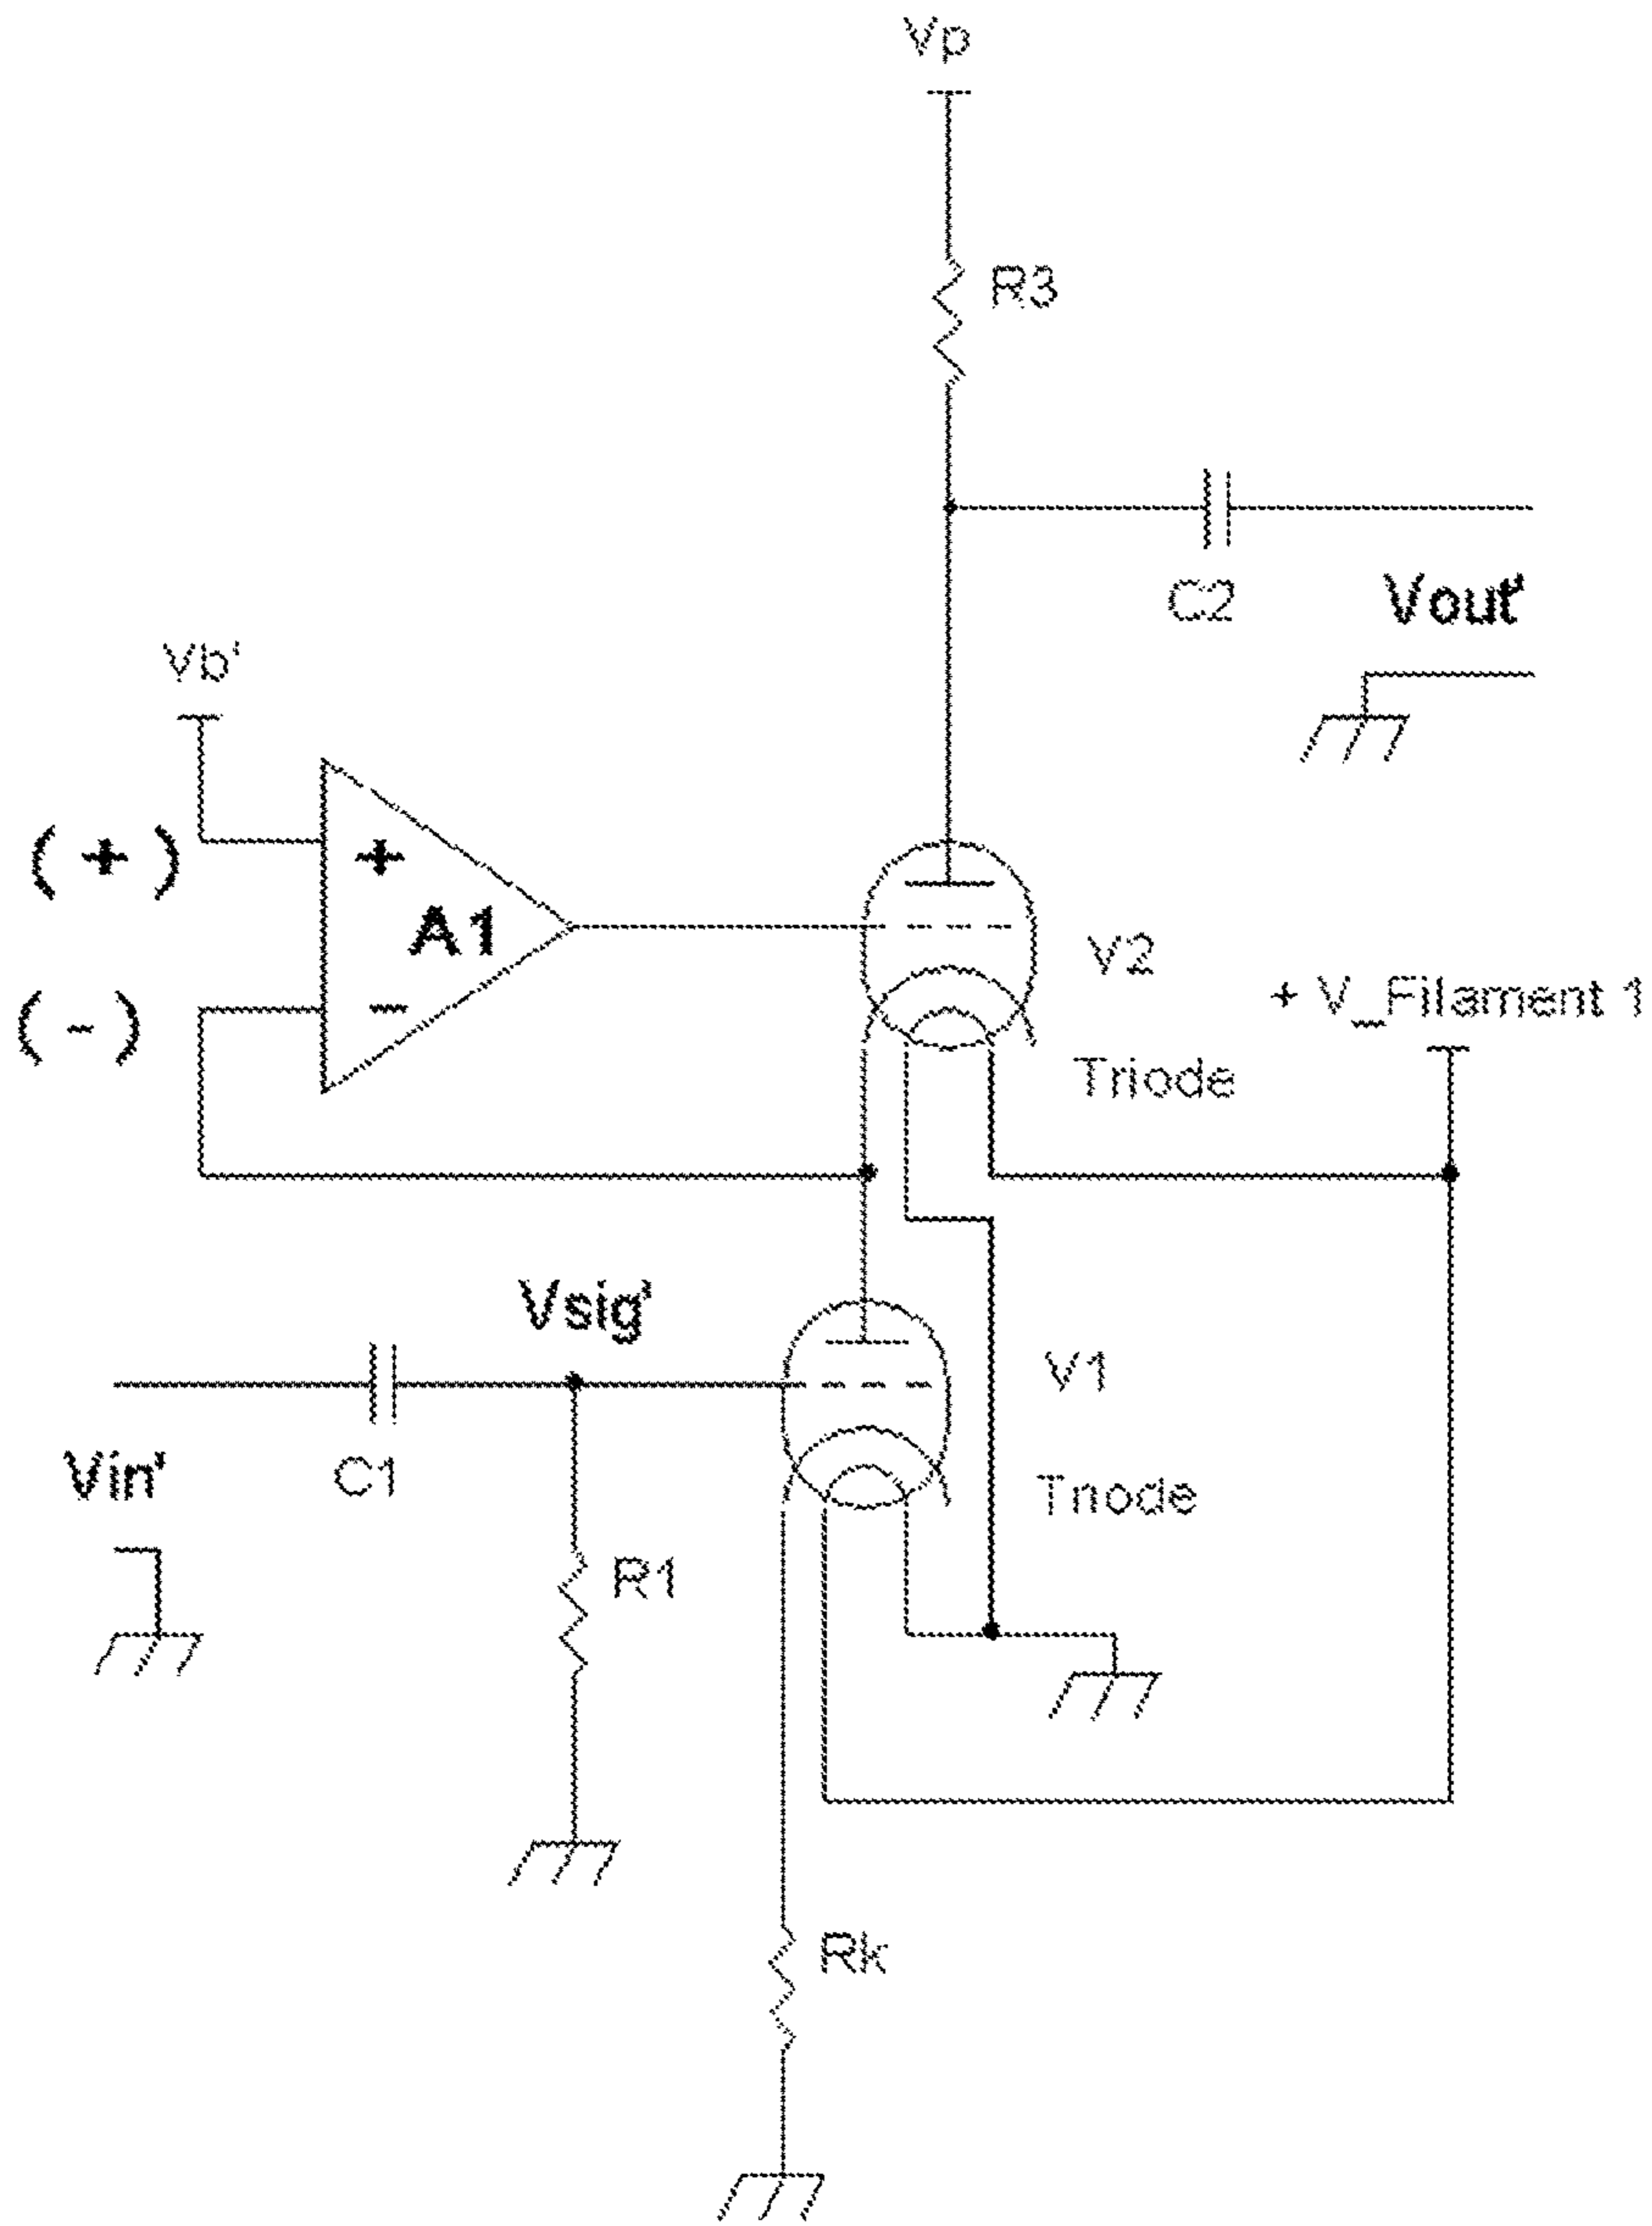 Vp
R3
C2
Vout'
Vb'
( + )
+
A1
( - )
-
V2
+ V_Filament 1
Triode
Vsig'
V1
Vin'
C1
Triode
R1
Rk